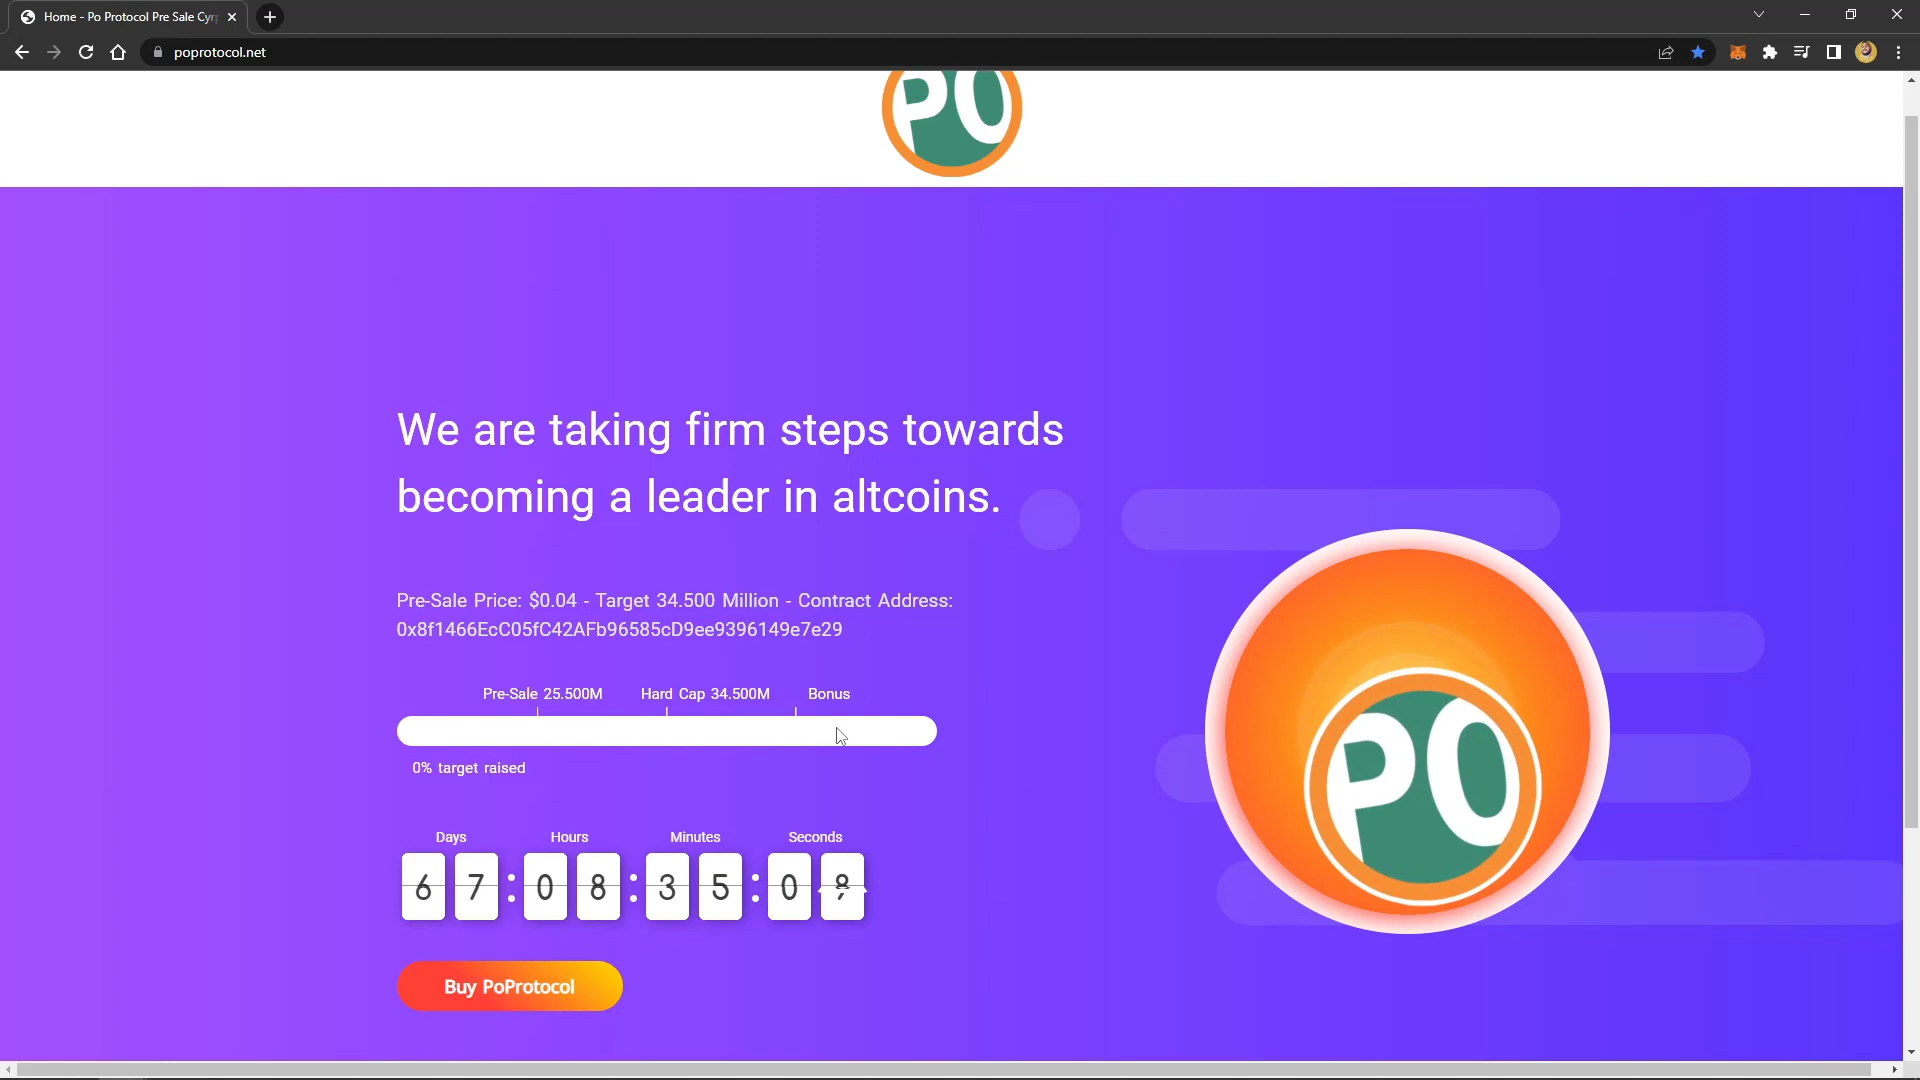 Home - Po Protocol Pre Sale Cyrp
poprotocol.net
PO
We are taking firm steps towards
becoming a leader in altcoins.
Pre-Sale Price: $0.04 - Target 34.500 Million - Contract Address:
0x8f1466EcC05fC42AFb96585cD9ee9396149e7e29
Pre-Sale 25.500M Hard Cap 34.500M Bonus
0% target raised
Days Hours Minutes Seconds
6 7 : 0 8 : 3 5 : 0
PO
Buy PoProtocol